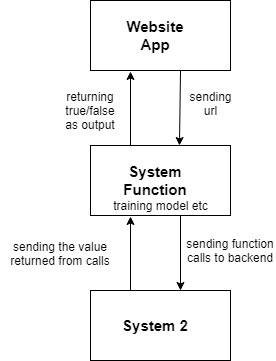 Website
App
returning
true/false
as output
sending
url
System
Function
training model etc
sending the value
returned from calls
sending function
calls to backend
System 2